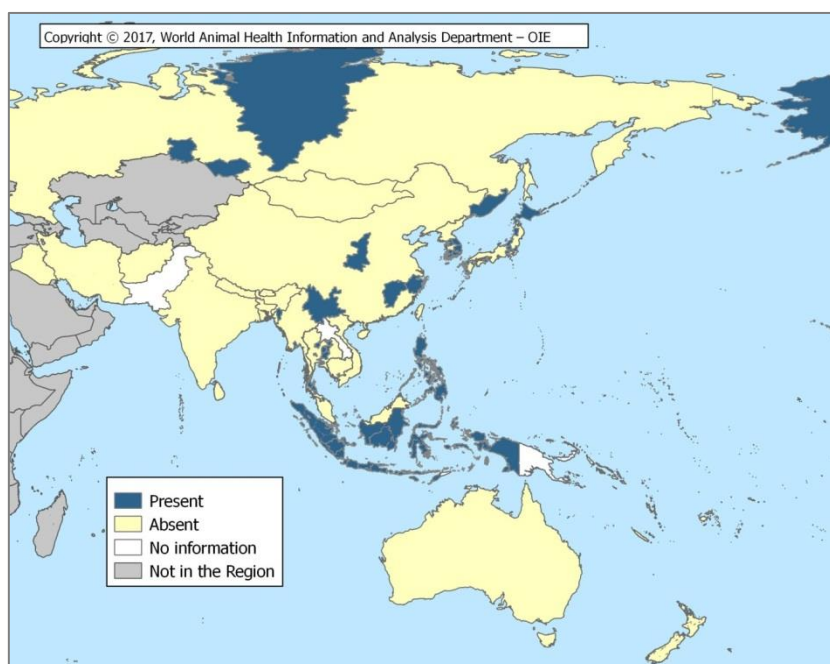 Copyright © 2017, World Animal Health Information and Analysis Department – OIE
Present
Absent
No information
Not in the Region